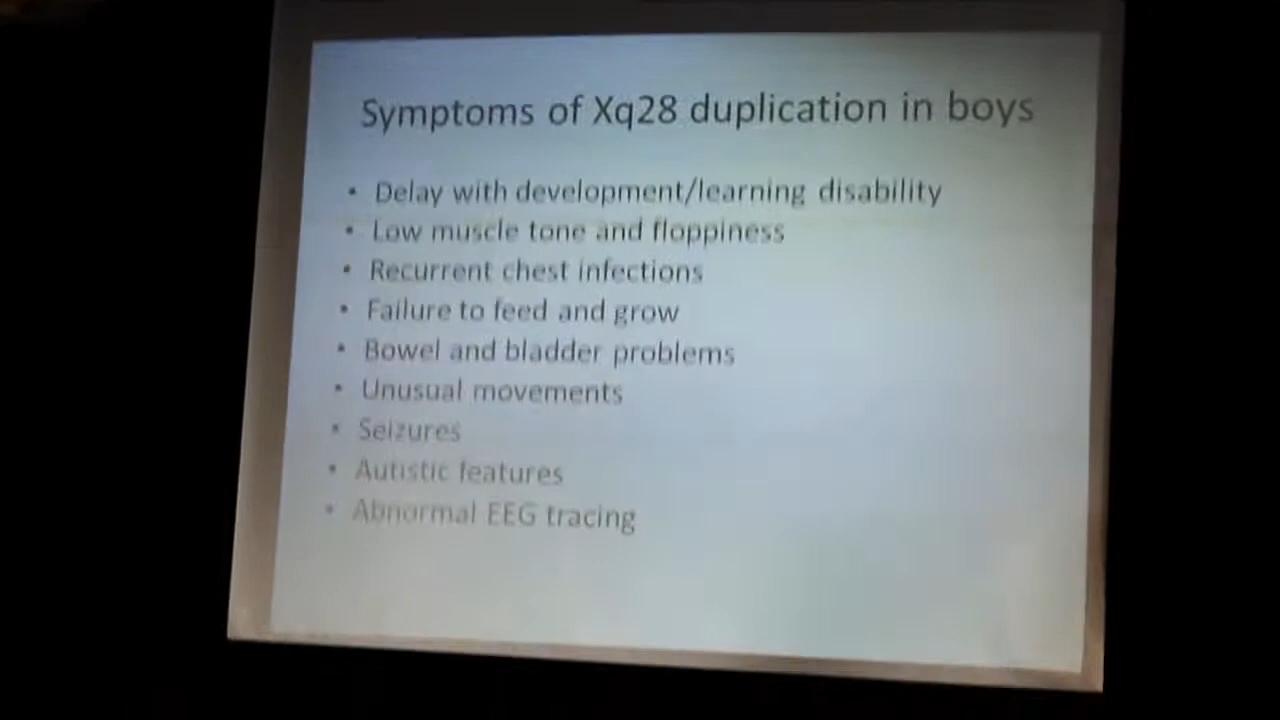 Symptoms of Xq28 duplication in boys
• Delay with development/learning disability
• Low muscle tone and floppiness
• Recurrent chest infections
• Failure to feed and grow
• Bowel and bladder problems
• Unusual movements
• Seizures
• Autistic features
• Abnormal EEG tracing